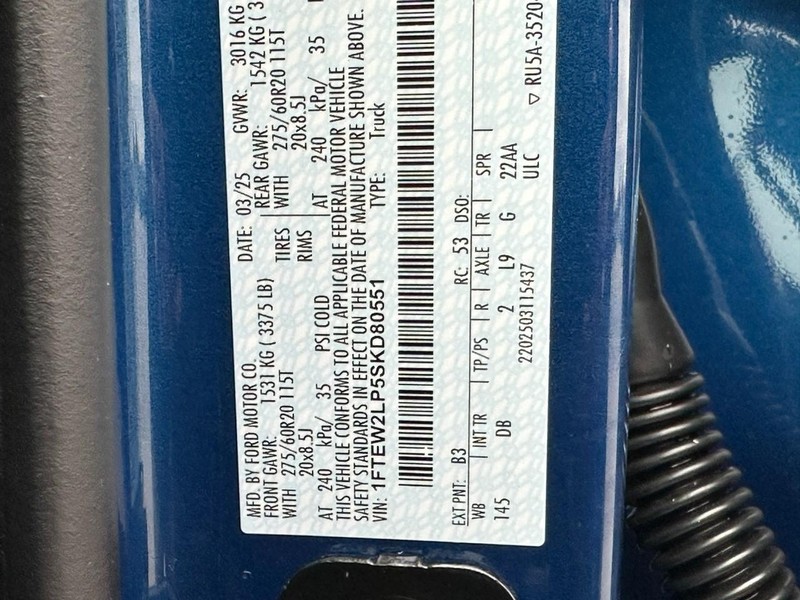 MFD. BY FORD MOTOR CO.
DATE: 03/25 GVWR: 3016 KG
FRONT GAWR: 1531 KG ( 3375 LB) REAR GAWR: 1542 KG ( 3
WITH 275/60R20 115T TIRES WITH 275/60R20 115T
20x8.5J RIMS 20x8.5J
AT 240 kPa/ 35 PSI COLD AT 240 kPa/ 35
THIS VEHICLE CONFORMS TO ALL APPLICABLE FEDERAL MOTOR VEHICLE
SAFETY STANDARDS IN EFFECT ON THE DATE OF MANUFACTURE SHOWN ABOVE.
VIN: 1FTEW2LP5SKD80551 TYPE: Truck
EXT PNT: B3 RC: 53 DSO:
WB INT TR TP/PS R AXLE TR SPR
145 DB 2 L9 G 22AA
2202503115437 ULC
▽ RU5A-3520